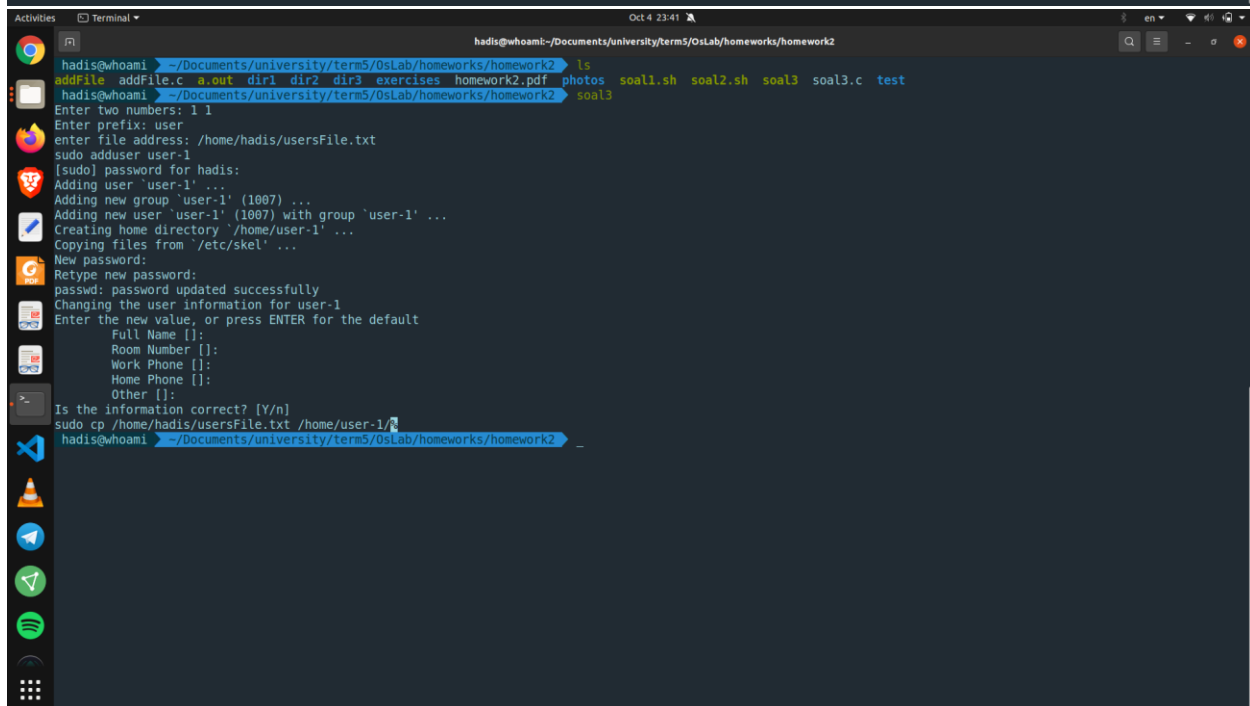 Activities Terminal Oct 4 23:41 en
hadis@whoami:~/Documents/university/term5/OsLab/homeworks/homework2
hadis@whoami ~/Documents/university/term5/OsLab/homeworks/homework2 ls
addFile addFile.c a.out dir1 dir2 dir3 exercises homework2.pdf photos soal1.sh soal2.sh soal3 soal3.c test
hadis@whoami ~/Documents/university/term5/OsLab/homeworks/homework2 soal3
Enter two numbers: 1 1
Enter prefix: user
enter file address: /home/hadis/usersFile.txt
sudo adduser user-1
[sudo] password for hadis:
Adding user `user-1' ...
Adding new group `user-1' (1007) ...
Adding new user `user-1' (1007) with group `user-1' ...
Creating home directory `/home/user-1' ...
Copying files from `/etc/skel' ...
New password:
Retype new password:
passwd: password updated successfully
Changing the user information for user-1
Enter the new value, or press ENTER for the default
Full Name []:
Room Number []:
Work Phone []:
Home Phone []:
Other []:
Is the information correct? [Y/n]
sudo cp /home/hadis/usersFile.txt /home/user-1/%
hadis@whoami ~/Documents/university/term5/OsLab/homeworks/homework2 _
PDF